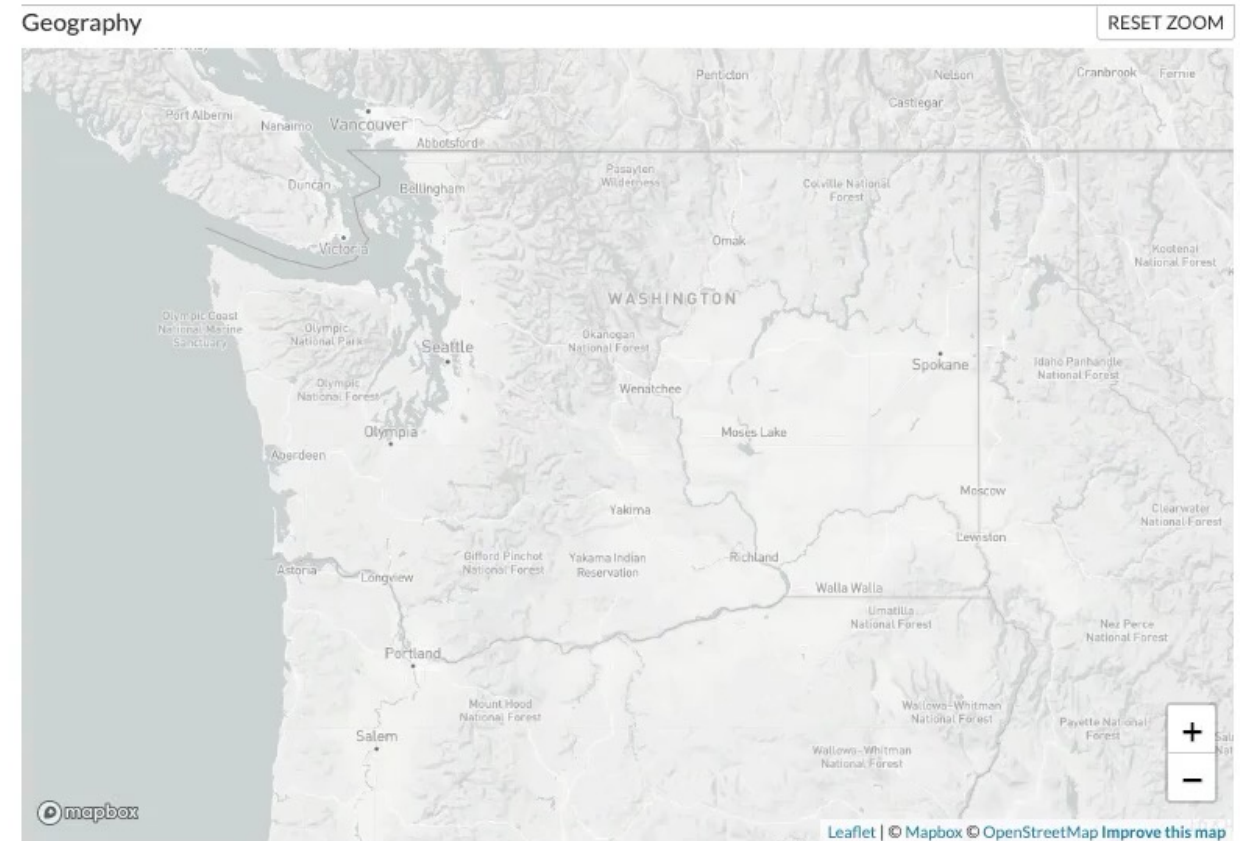 Geography
RESET ZOOM
Penticton
Nelson
Cranbrook
Fernie
Castlegar
Port Alberni
Nanaimo
Vancouver
Abbotsford
Pasayten
Wilderness
Colville National
Forest
Duncan
Bellingham
Victoria
Omak
Kootenai
National Forest
WASHINGTON
Olympic Coast
National Marine
Sanctuary
Olympic
National Park
Seattle
Okanogan
National Forest
Spokane
Idaho Panhandle
National Forest
Olympic
National Forest
Wenatchee
Olympia
Moses Lake
Aberdeen
Moscow
Yakima
Clearwater
National Forest
Lewiston
Gifford Pinchot
National Forest
Yakama Indian
Reservation
Richland
Astoria
Longview
Walla Walla
Umatilla
National Forest
Nez Perce
National Forest
Portland
Mount Hood
National Forest
Wallowa-Whitman
National Forest
Payette National
Forest
Salem
Wallowa-Whitman
National Forest
+
−
mapbox
Leaflet | © Mapbox © OpenStreetMap Improve this map